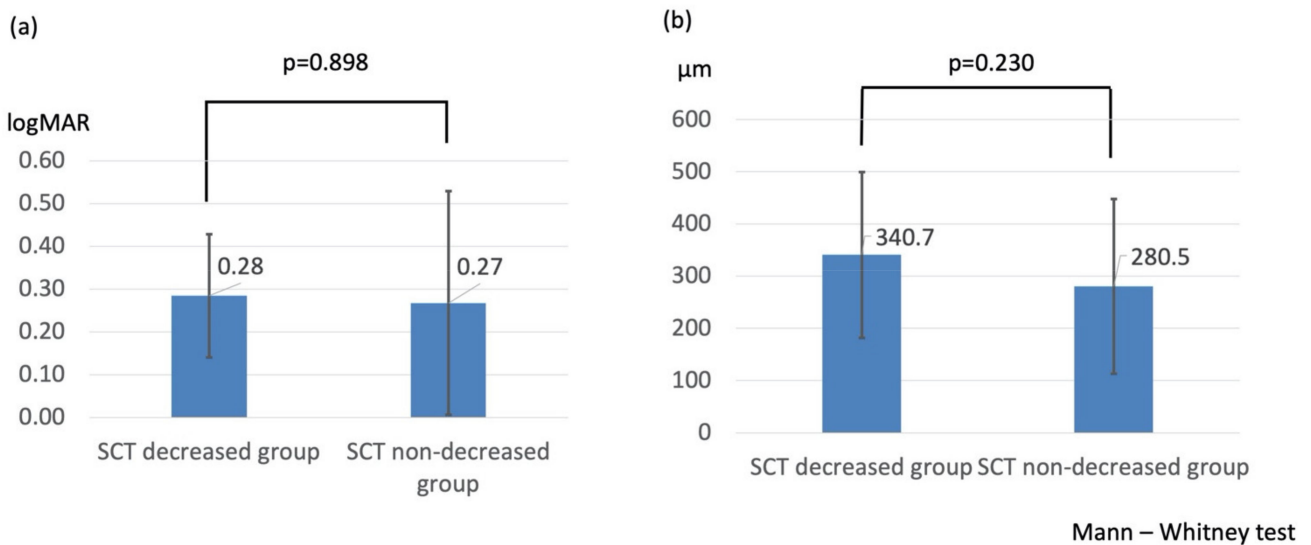 (a)
p=0.898
logMAR
0.60
0.50
0.40
0.30
0.20
0.10
0.00
0.28
0.27
SCT decreased group
SCT non-decreased
group
(b)
p=0.230
μm
600
500
400
300
200
100
0
340.7
280.5
SCT decreased group
SCT non-decreased group
Mann – Whitney test